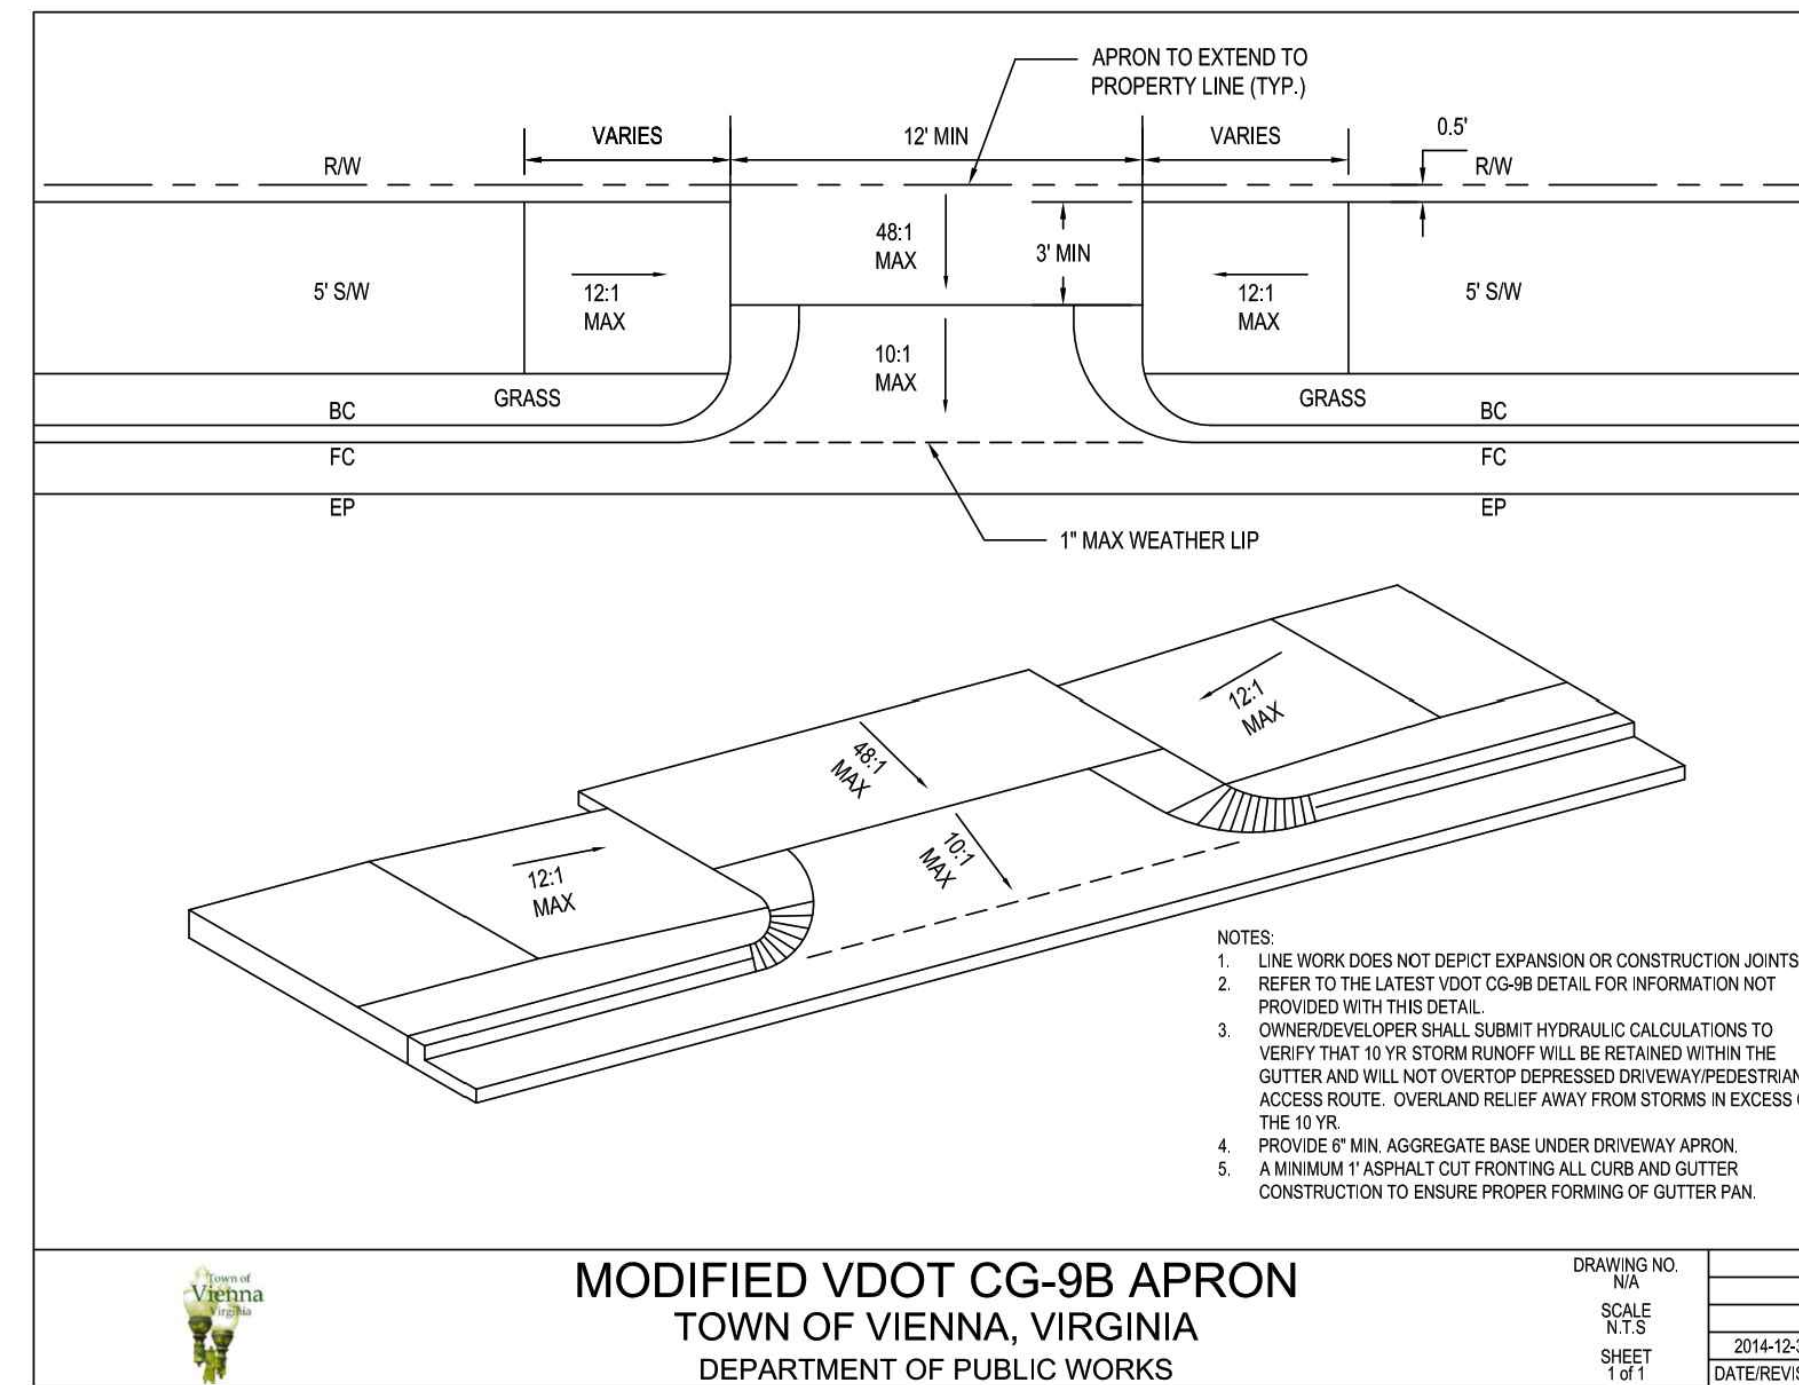 APRON TO EXTEND TO
PROPERTY LINE (TYP.)
VARIES
12' MIN
VARIES
0.5'
R/W
R/W
48:1
MAX
3' MIN
5' S/W
12:1
MAX
12:1
MAX
5' S/W
10:1
MAX
GRASS
GRASS
BC
BC
FC
FC
EP
EP
1" MAX WEATHER LIP
12:1
MAX
48:1
MAX
10:1
MAX
12:1
MAX
NOTES:
1. LINE WORK DOES NOT DEPICT EXPANSION OR CONSTRUCTION JOINTS
2. REFER TO THE LATEST VDOT CG-9B DETAIL FOR INFORMATION NOT
PROVIDED WITH THIS DETAIL.
3. OWNER/DEVELOPER SHALL SUBMIT HYDRAULIC CALCULATIONS TO
VERIFY THAT 10 YR STORM RUNOFF WILL BE RETAINED WITHIN THE
GUTTER AND WILL NOT OVERTOP DEPRESSED DRIVEWAY/PEDESTRIAN
ACCESS ROUTE. OVERLAND RELIEF AWAY FROM STORMS IN EXCESS
THE 10 YR.
4. PROVIDE 6" MIN. AGGREGATE BASE UNDER DRIVEWAY APRON.
5. A MINIMUM 1' ASPHALT CUT FRONTING ALL CURB AND GUTTER
CONSTRUCTION TO ENSURE PROPER FORMING OF GUTTER PAN.
Town of
Vienna
Virginia
MODIFIED VDOT CG-9B APRON
TOWN OF VIENNA, VIRGINIA
DEPARTMENT OF PUBLIC WORKS
DRAWING NO.
N/A
SCALE
N.T.S
SHEET
1 of 1
2014-12-3
DATE/REVIS